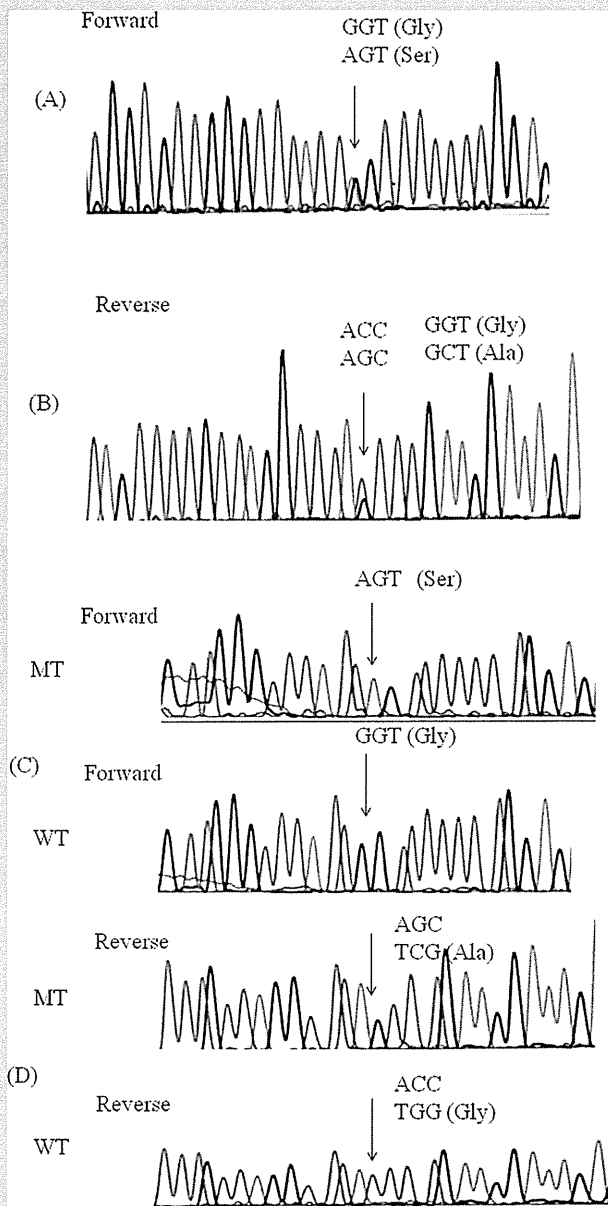 Forward
GGT (Gly)
AGT (Ser)
(A)
Reverse
ACC GGT (Gly)
AGC GCT (Ala)
(B)
AGT (Ser)
Forward
MT
GGT (Gly)
(C)
Forward
WT
Reverse
AGC
TCG (Ala)
MT
(D)
Reverse
ACC
TGG (Gly)
WT